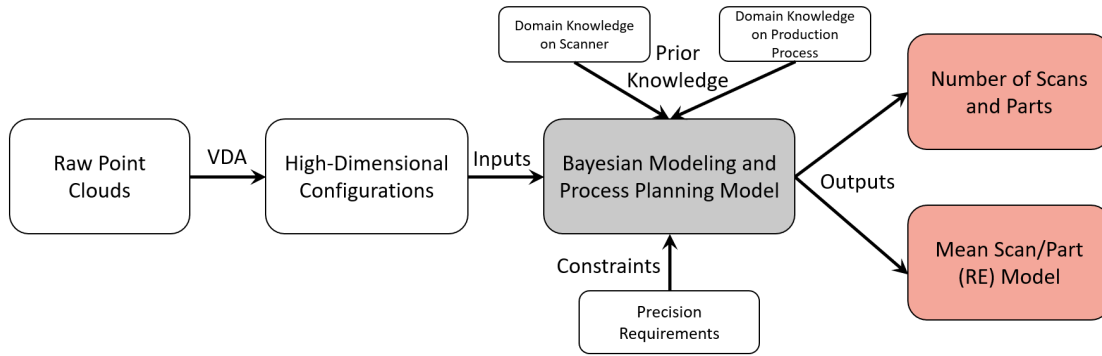 Domain Knowledge
on Scanner
Domain Knowledge
on Production
Process
Prior
Knowledge
Number of Scans
and Parts
Raw Point
Clouds
VDA
High-Dimensional
Configurations
Inputs
Bayesian Modeling and
Process Planning Model
Outputs
Constraints
Precision
Requirements
Mean Scan/Part
(RE) Model